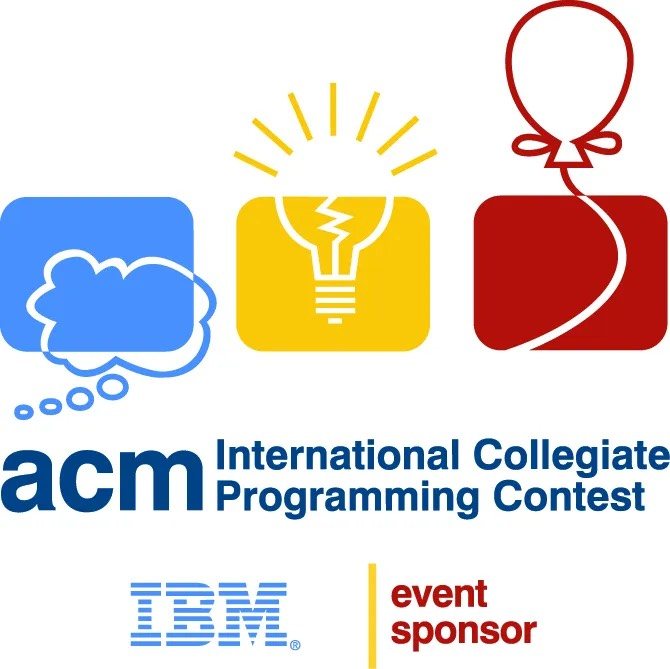 acm International Collegiate
Programming Contest
IBM® event
sponsor